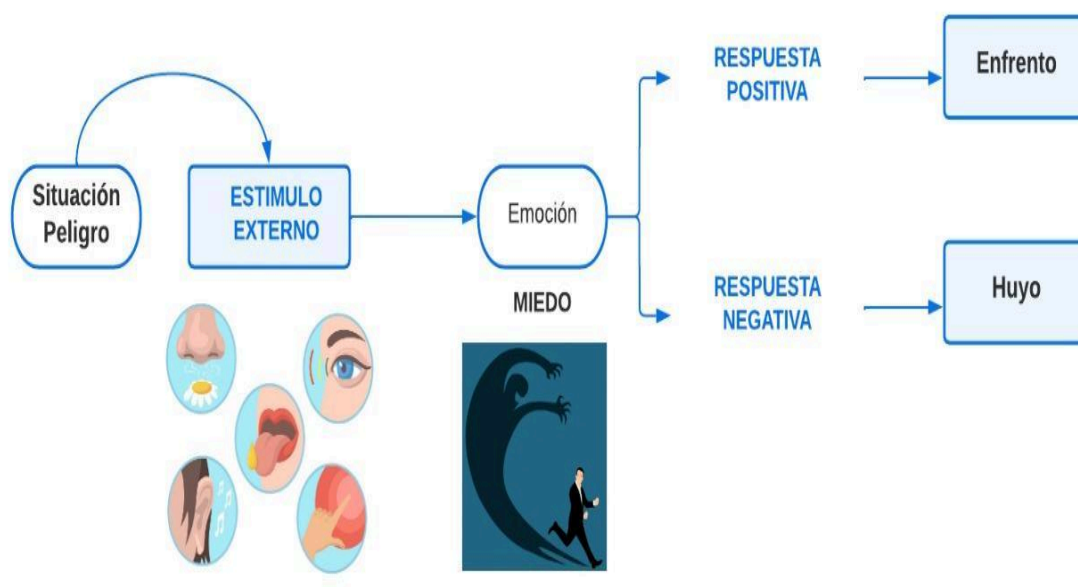 Situación
Peligro
ESTIMULO
EXTERNO
Emoción
MIEDO
RESPUESTA
POSITIVA
Enfrento
RESPUESTA
NEGATIVA
Huyo